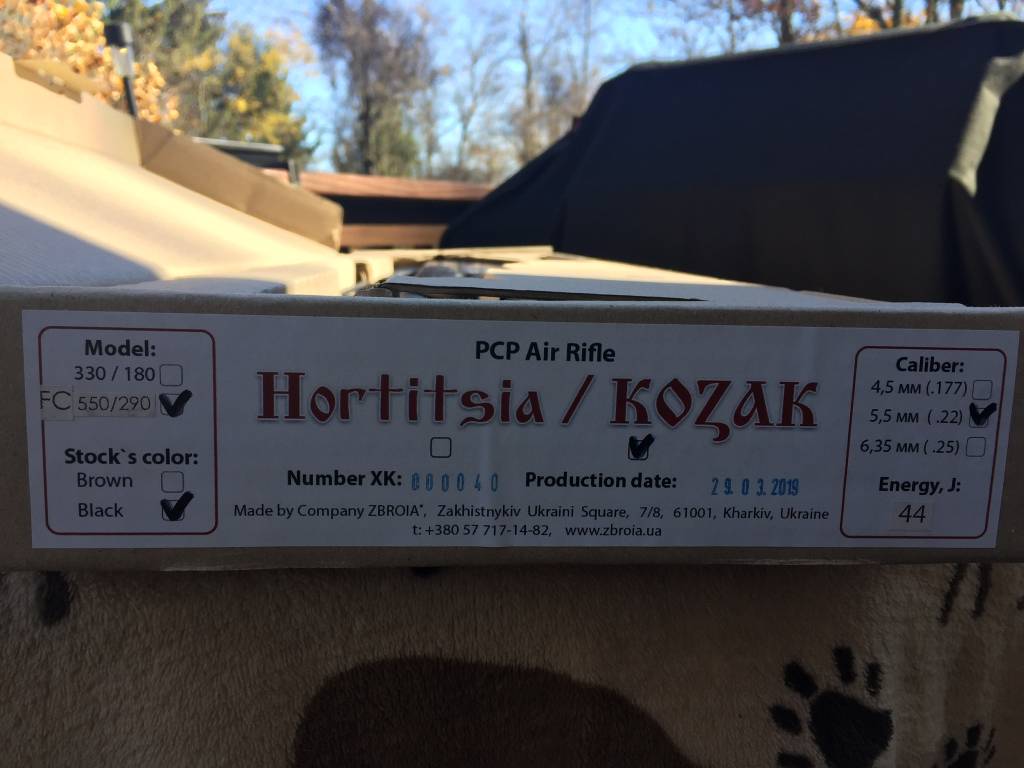 Model:
330 / 180
FC 550/290
Stock`s color:
Brown
Black
PCP Air Rifle
Hortitsia / KOZAK
Number XK: 000040 Production date: 29.03.2019
Made by Company ZBROIA®, Zakhistnykiv Ukraini Square, 7/8, 61001, Kharkiv, Ukraine
t: +380 57 717-14-82, www.zbroia.ua
Caliber:
4,5 мм (.177)
5,5 мм (.22)
6,35 мм (.25)
Energy, J:
44